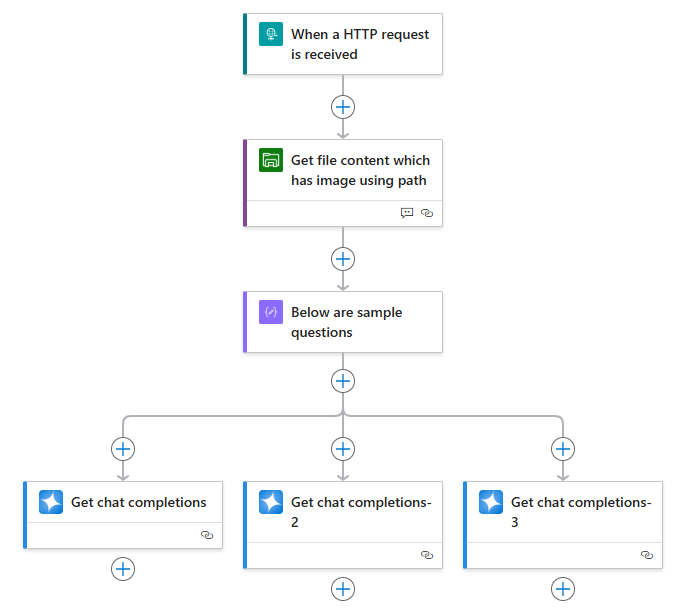 When a HTTP request
is received
Get file content which
has image using path
Below are sample
questions
Get chat completions
Get chat completions-
2
Get chat completions-
3